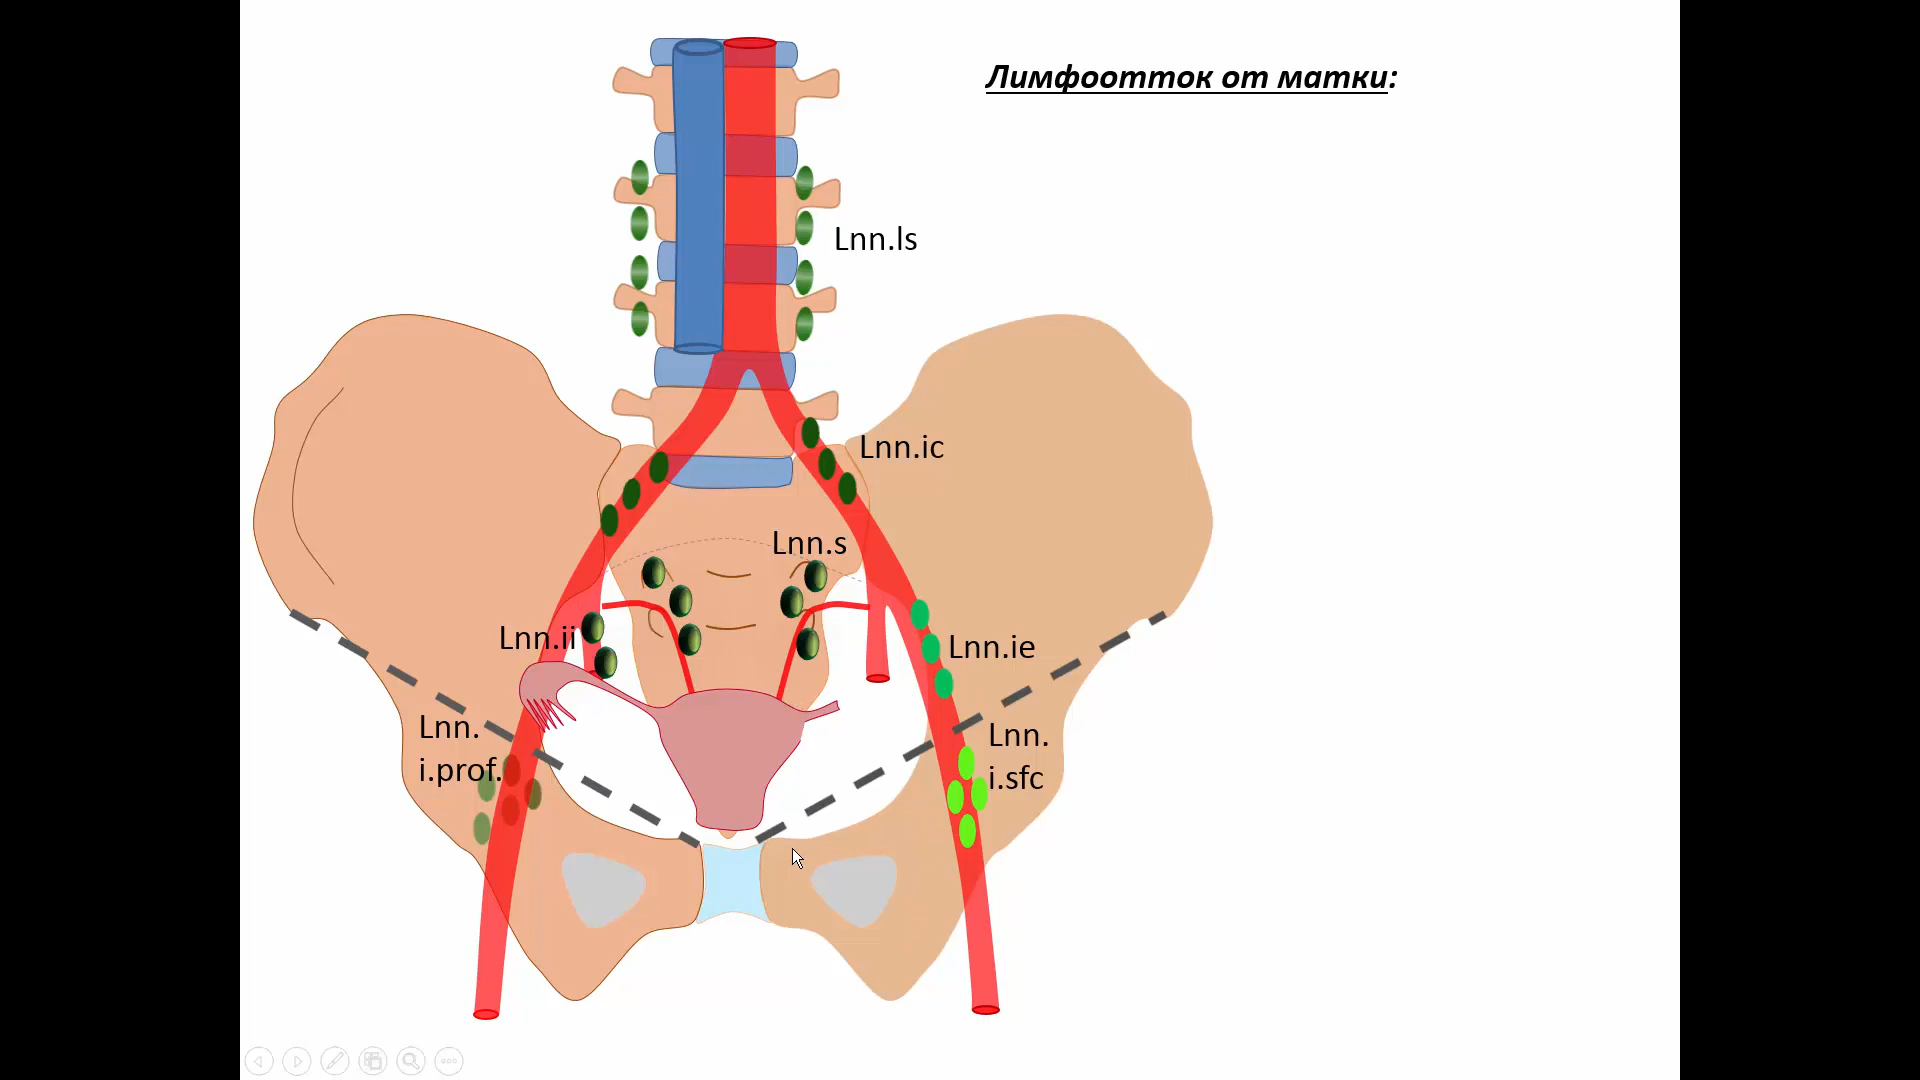 Лимфоотток от матки:
Lnn.ls
Lnn.ic
Lnn.s
Lnn.ii
Lnn.ie
Lnn.
i.prof.
Lnn.
i.sfc